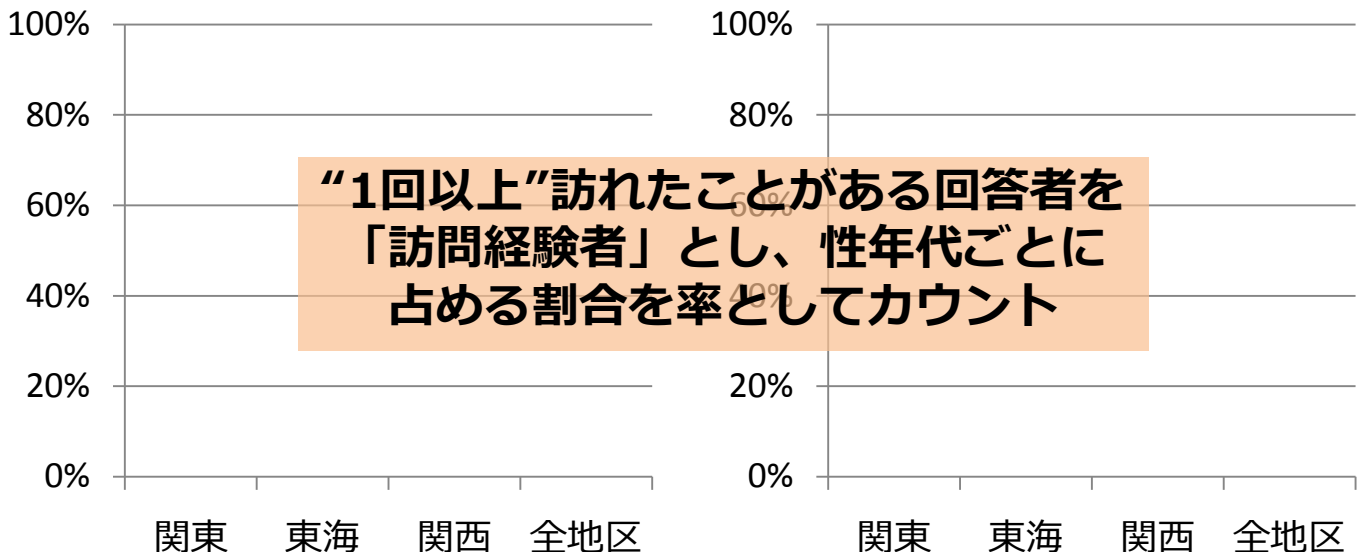 100%
80%
60%
40%
20%
0%
関東 東海 関西 全地区
100%
80%
60%
40%
20%
0%
関東 東海 関西 全地区
“1回以上”訪れたことがある回答者を
「訪問経験者」とし、性年代ごとに
占める割合を率としてカウント